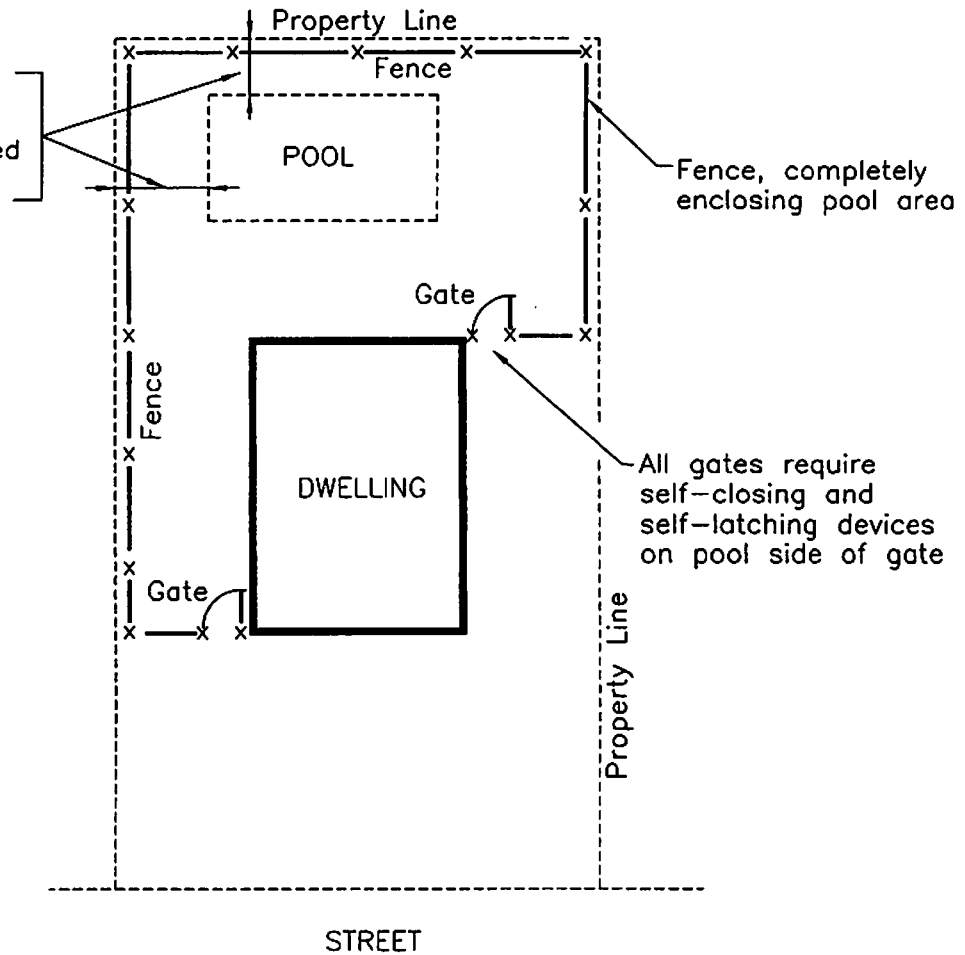 Property Line
Fence
POOL
Fence, completely
enclosing pool area
Gate
Fence
DWELLING
All gates require
self-closing and
self-latching devices
on pool side of gate
Gate
Property Line
STREET